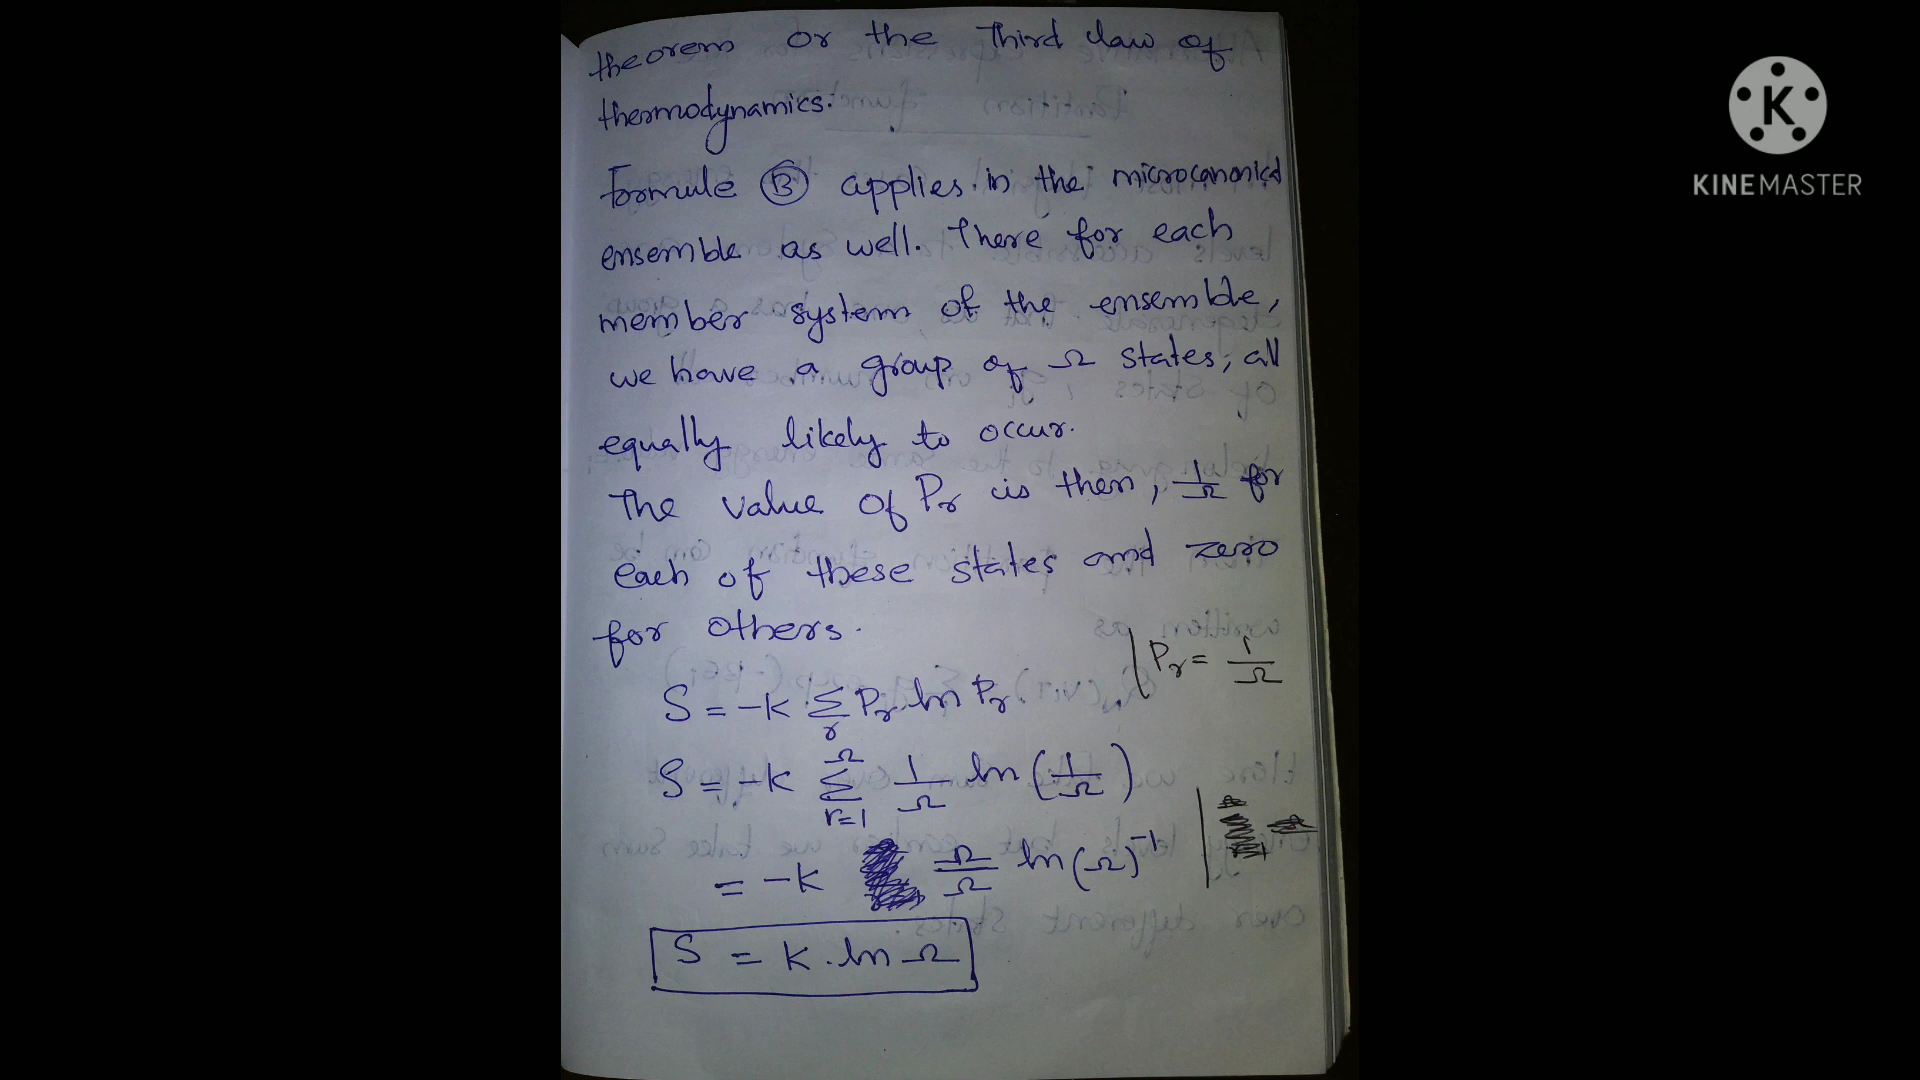 theorem or the Third law of
thermodynamics.
Formule Ⓑ applies in the microcanonical
ensemble as well. There for each
member system of the ensemble,
we have a group of Ω states, all
equally likely to occur.
The value of Pr is then, 1/Ω for
each of these states and zero
for others.
Pr = 1/Ω
S = -K Σ_r Pr ln Pr
S = -K Σ_{r=1}^{Ω} 1/Ω ln(1/Ω)
= -K Ω/Ω ln(Ω)^{-1}
S = K.ln Ω
K
KINEMASTER